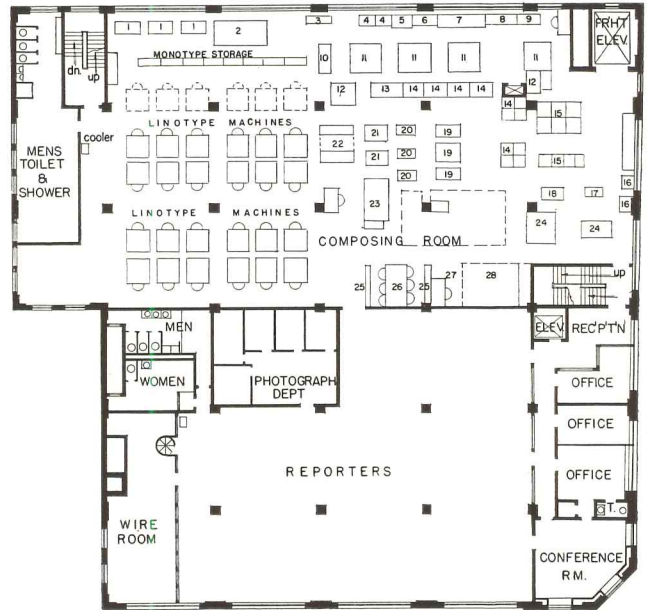 1 1 1 2 3 4 4 5 6 7 8 9
FRHT
ELEV.
MONOTYPE STORAGE
10 11 11 11 11
dn. up
12 13 14 14 14 14 12
14 15
LINOTYPE MACHINES
cooler
22 21 20 19
21 20 19
20 19
14 15
MENS
TOILET
&
SHOWER
16
18 17
16
23
24 24
LINOTYPE MACHINES
COMPOSING ROOM
25 26 25 27 28
up
MEN
ELEV.
REC'P'T'N
WOMEN
PHOTOGRAPH
DEPT
OFFICE
OFFICE
REPORTERS
OFFICE
T.
WIRE
ROOM
CONFERENCE
RM.